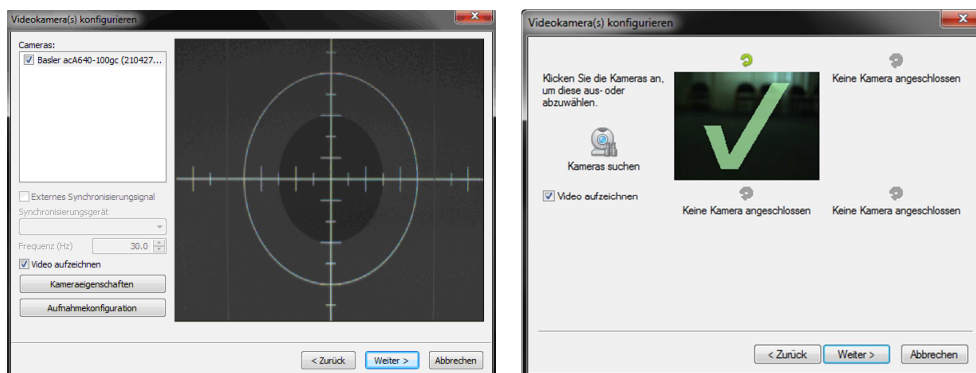 Videokamera(s) konfigurieren
Cameras:
Basler acA640-100gc (210427...
Externes Synchronisierungsignal
Synchronisierungsgerät
Frequenz (Hz)
30.0
Video aufzeichnen
Kameraeigenschaften
Aufnahmekonfiguration
< Zurück
Weiter >
Abbrechen
Videokamera(s) konfigurieren
Klicken Sie die Kameras an,
um diese aus- oder
abzuwählen.
Kameras suchen
Video aufzeichnen
Keine Kamera angeschlossen
Keine Kamera angeschlossen
Keine Kamera angeschlossen
< Zurück
Weiter >
Abbrechen